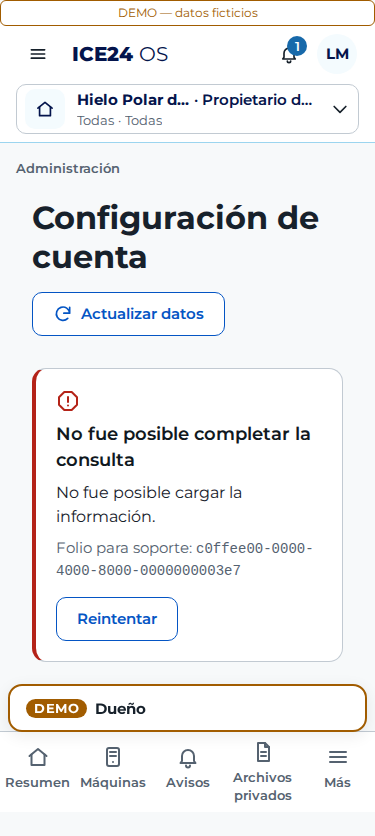 DEMO — datos ficticios
ICE24 OS
1
LM
Hielo Polar d... · Propietario d...
Todas · Todas
Administración
Configuración de
cuenta
Actualizar datos
No fue posible completar la
consulta
No fue posible cargar la
información.
Folio para soporte: c0ffee00-0000-
4000-8000-0000000003e7
Reintentar
DEMO Dueño
Resumen
Máquinas
Avisos
Archivos
privados
Más